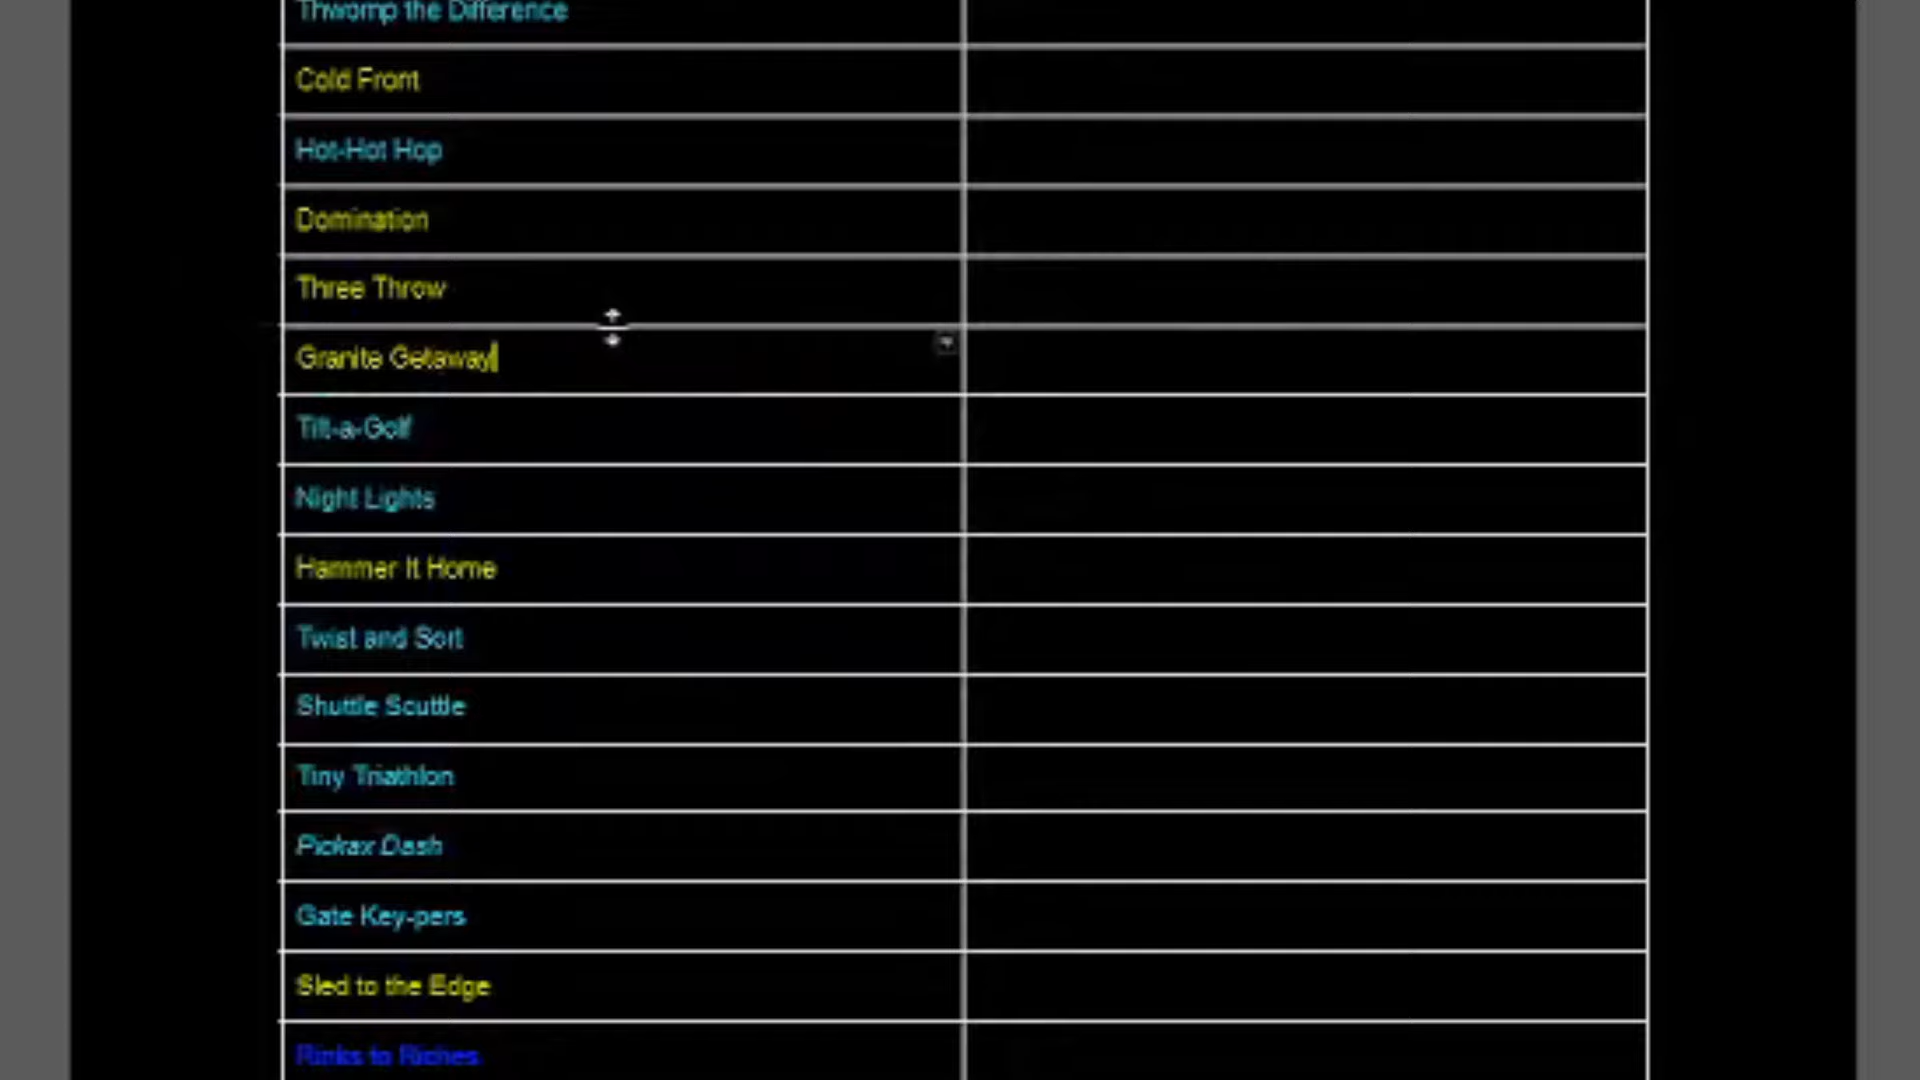 Thwomp the Difference
Cold Front
Hot-Hot Hop
Domination
Three Throw
Granite Getaway
Tilt-a-Golf
Night Lights
Hammer It Home
Twist and Sort
Shuttle Scuttle
Tiny Triathlon
Pickax Dash
Gate Key-pers
Sled to the Edge
Rinks to Riches